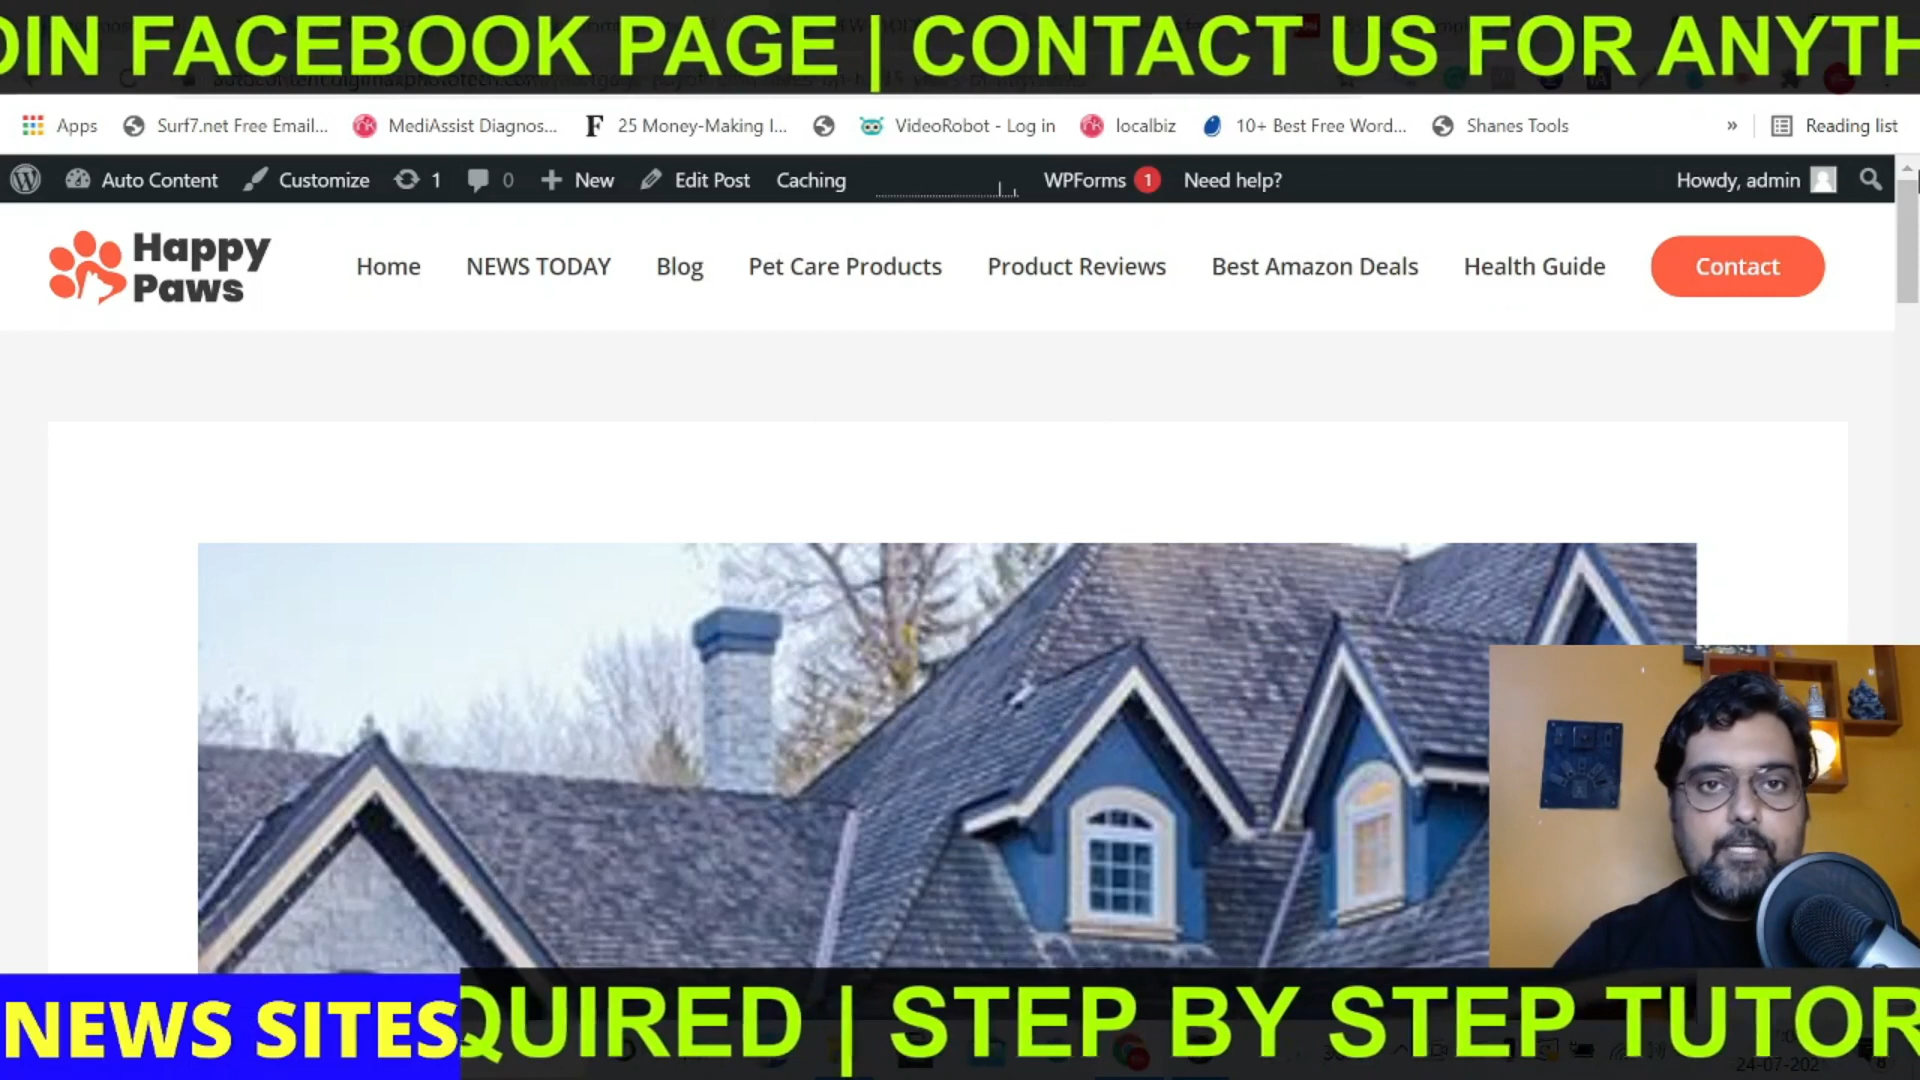 OIN FACEBOOK PAGE | CONTACT US FOR ANYTH
Apps Surf7.net Free Email... MediAssist Diagnos... 25 Money-Making I... VideoRobot - Log in localbiz 10+ Best Free Word... Shanes Tools » Reading list
Auto Content Customize 1 0 New Edit Post Caching WPForms 1 Need help? Howdy, admin
Happy
Paws
Home NEWS TODAY Blog Pet Care Products Product Reviews Best Amazon Deals Health Guide Contact
NEWS SITES
QUIRED | STEP BY STEP TUTOR
24-07-202